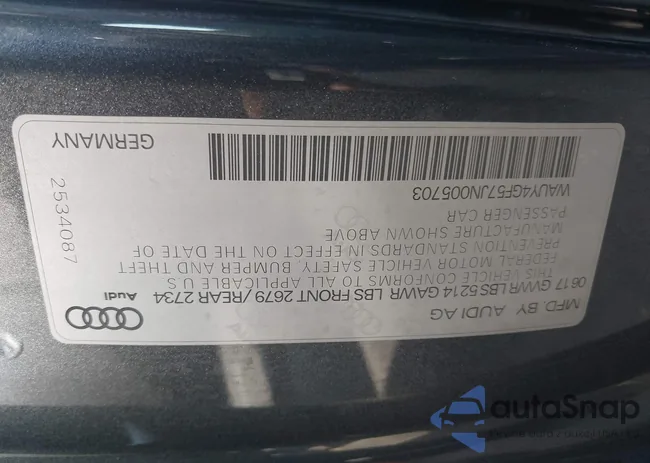 MFD. BY AUDI AG
0617 GVWR LBS 5214 GAWR LBS FRONT 2679 /REAR 2734
THIS VEHICLE CONFORMS TO ALL APPLICABLE U.S.
FEDERAL MOTOR VEHICLE SAFETY, BUMPER AND THEFT
PREVENTION STANDARDS IN EFFECT ON THE DATE OF
MANUFACTURE SHOWN ABOVE
PASSENGER CAR
WAUY4GF57JN005703
Audi
2534087
GERMANY
autoSnap